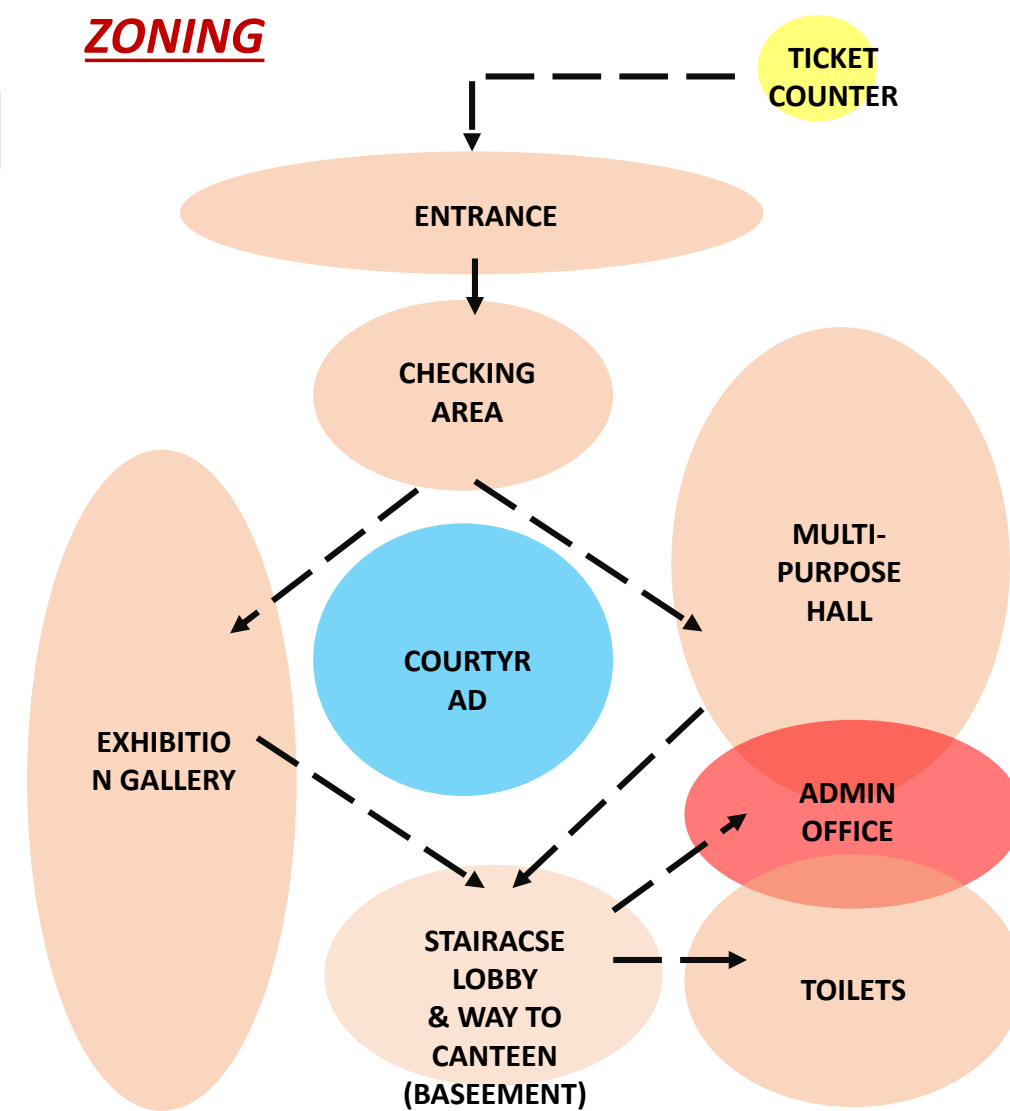 ZONING
TICKET
COUNTER
ENTRANCE
CHECKING
AREA
MULTI-
PURPOSE
HALL
COURTYR
AD
EXHIBITIO
N GALLERY
ADMIN
OFFICE
STAIRACSE
LOBBY
& WAY TO
CANTEEN
(BASEEMENT)
TOILETS